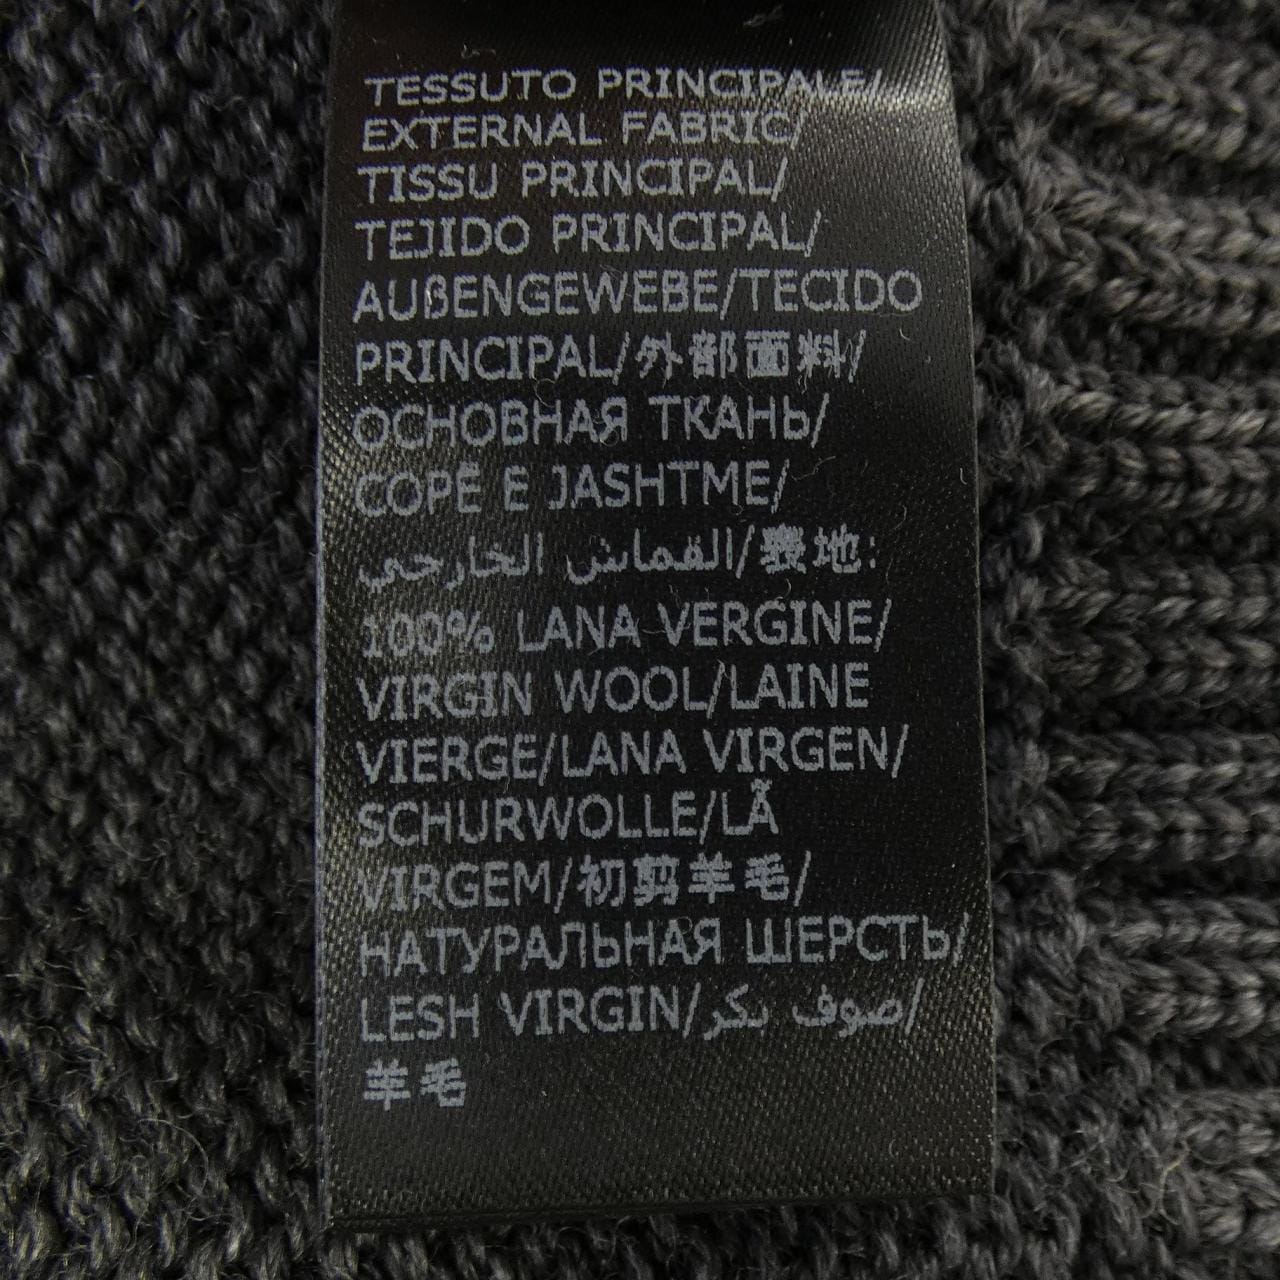 TESSUTO PRINCIPALE/
EXTERNAL FABRIC/
TISSU PRINCIPAL/
TEJIDO PRINCIPAL/
AUßENGEWEBE/TECIDO
PRINCIPAL/外部面料/
ОСНОВНАЯ ТКАНЬ/
COPË E JASHTME/
القماش الخارجي/表地:
100% LANA VERGINE/
VIRGIN WOOL/LAINE
VIERGE/LANA VIRGEN/
SCHURWOLLE/LÃ
VIRGEM/初剪羊毛/
НАТУРАЛЬНАЯ ШЕРСТЬ/
LESH VIRGIN/صوف بكر/
羊毛